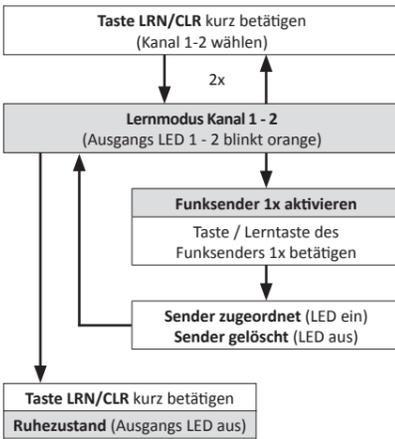 Taste LRN/CLR kurz betätigen
(Kanal 1-2 wählen)
2x
Lernmodus Kanal 1 - 2
(Ausgangs LED 1 - 2 blinkt orange)
Funksender 1x aktivieren
Taste / Lerntaste des
Funksenders 1x betätigen
Sender zugeordnet (LED ein)
Sender gelöscht (LED aus)
Taste LRN/CLR kurz betätigen
Ruhezustand (Ausgangs LED aus)